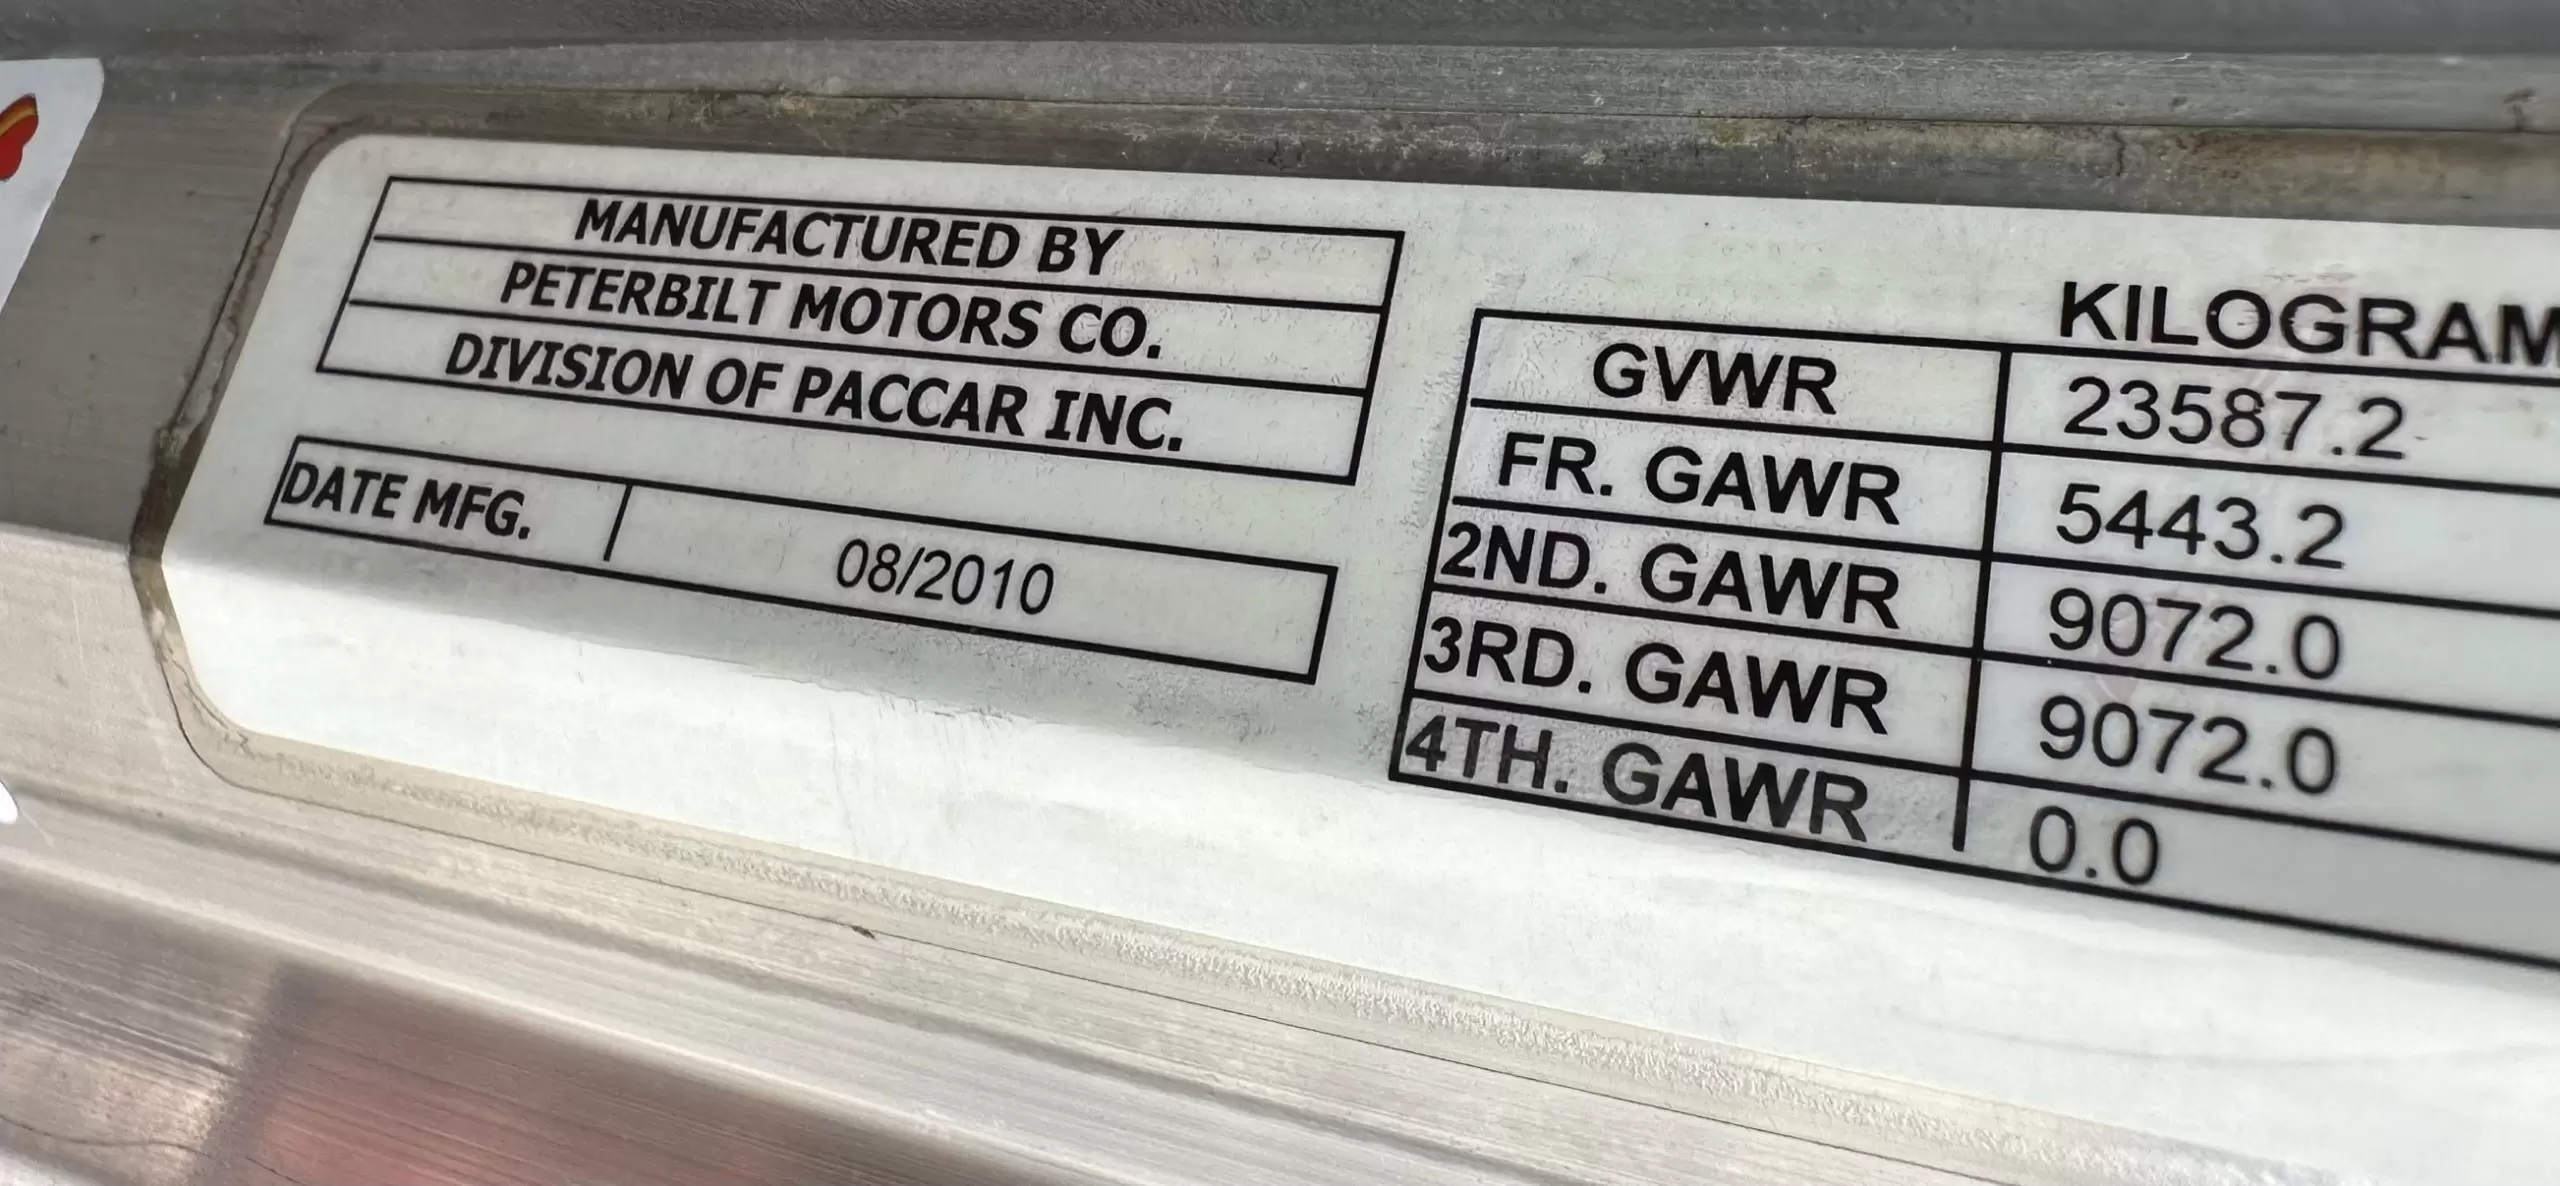 MANUFACTURED BY
PETERBILT MOTORS CO.
DIVISION OF PACCAR INC.
DATE MFG. 08/2010
KILOGRAM
GVWR 23587.2
FR. GAWR 5443.2
2ND. GAWR 9072.0
3RD. GAWR 9072.0
4TH. GAWR 0.0